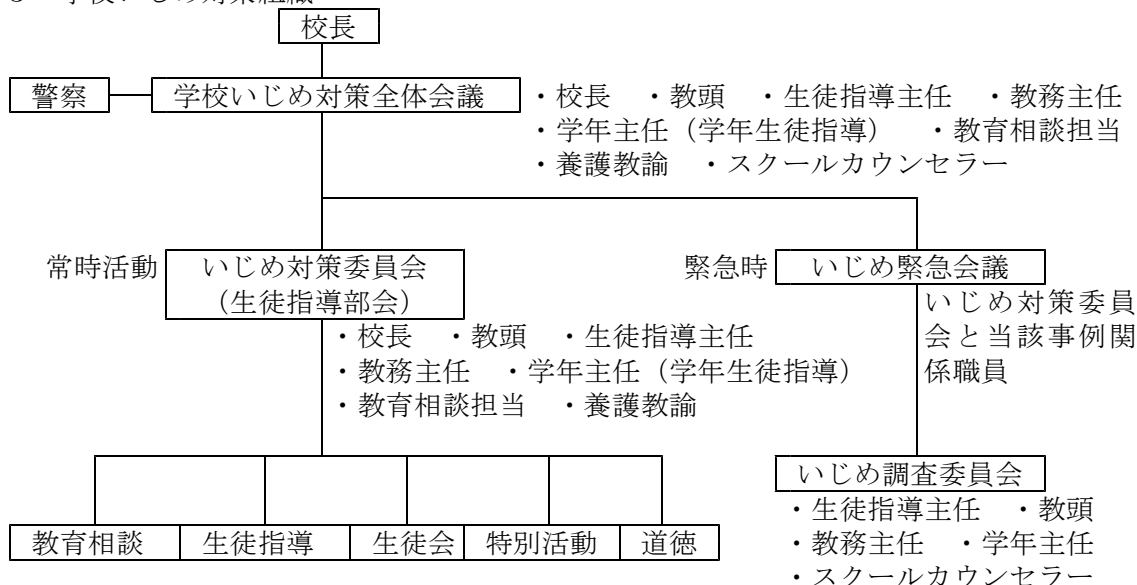 校長
警察 学校いじめ対策全体会議 ・校長 ・教頭 ・生徒指導主任 ・教務主任
・学年主任（学年生徒指導） ・教育相談担当
・養護教諭 ・スクールカウンセラー
常時活動 いじめ対策委員会
（生徒指導部会）
・校長 ・教頭 ・生徒指導主任
・教務主任 ・学年主任（学年生徒指導）
・教育相談担当 ・養護教諭
緊急時 いじめ緊急会議
いじめ対策委員
会と当該事例関
係職員
教育相談 生徒指導 生徒会 特別活動 道徳
いじめ調査委員会
・生徒指導主任 ・教頭
・教務主任 ・学年主任
・スクールカウンセラー